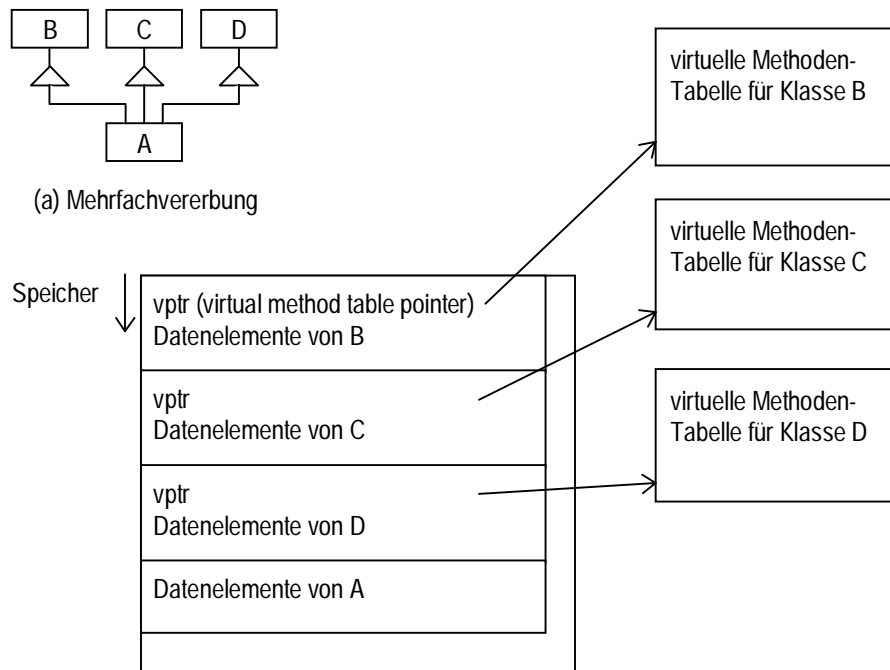 B C D
A
(a) Mehrfachvererbung
Speicher
vptr (virtual method table pointer)
Datenelemente von B
vptr
Datenelemente von C
vptr
Datenelemente von D
Datenelemente von A
virtuelle Methoden-
Tabelle für Klasse B
virtuelle Methoden-
Tabelle für Klasse C
virtuelle Methoden-
Tabelle für Klasse D